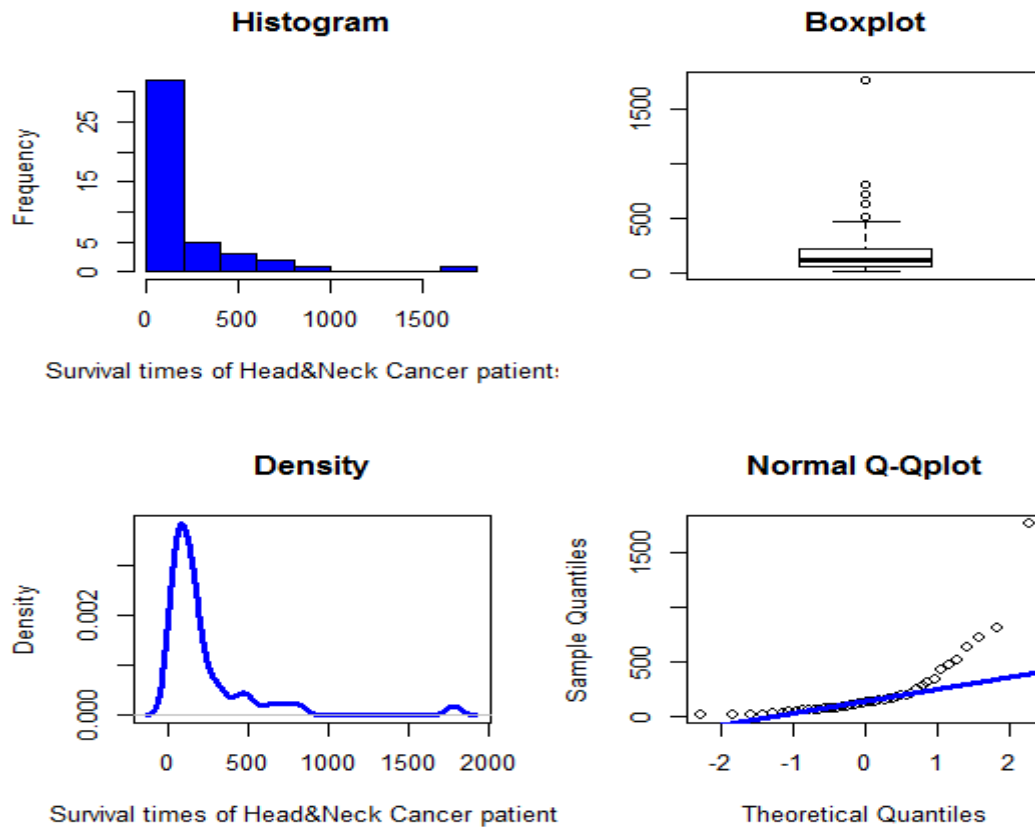 Histogram
Frequency
0 5 15 25
0 500 1000 1500
Survival times of Head&Neck Cancer patient
Boxplot
0 500 1500
Density
Density
0.000 0.002
0 500 1000 1500 2000
Survival times of Head&Neck Cancer patient
Normal Q-Qplot
Sample Quantiles
0 500 1500
-2 -1 0 1 2
Theoretical Quantiles